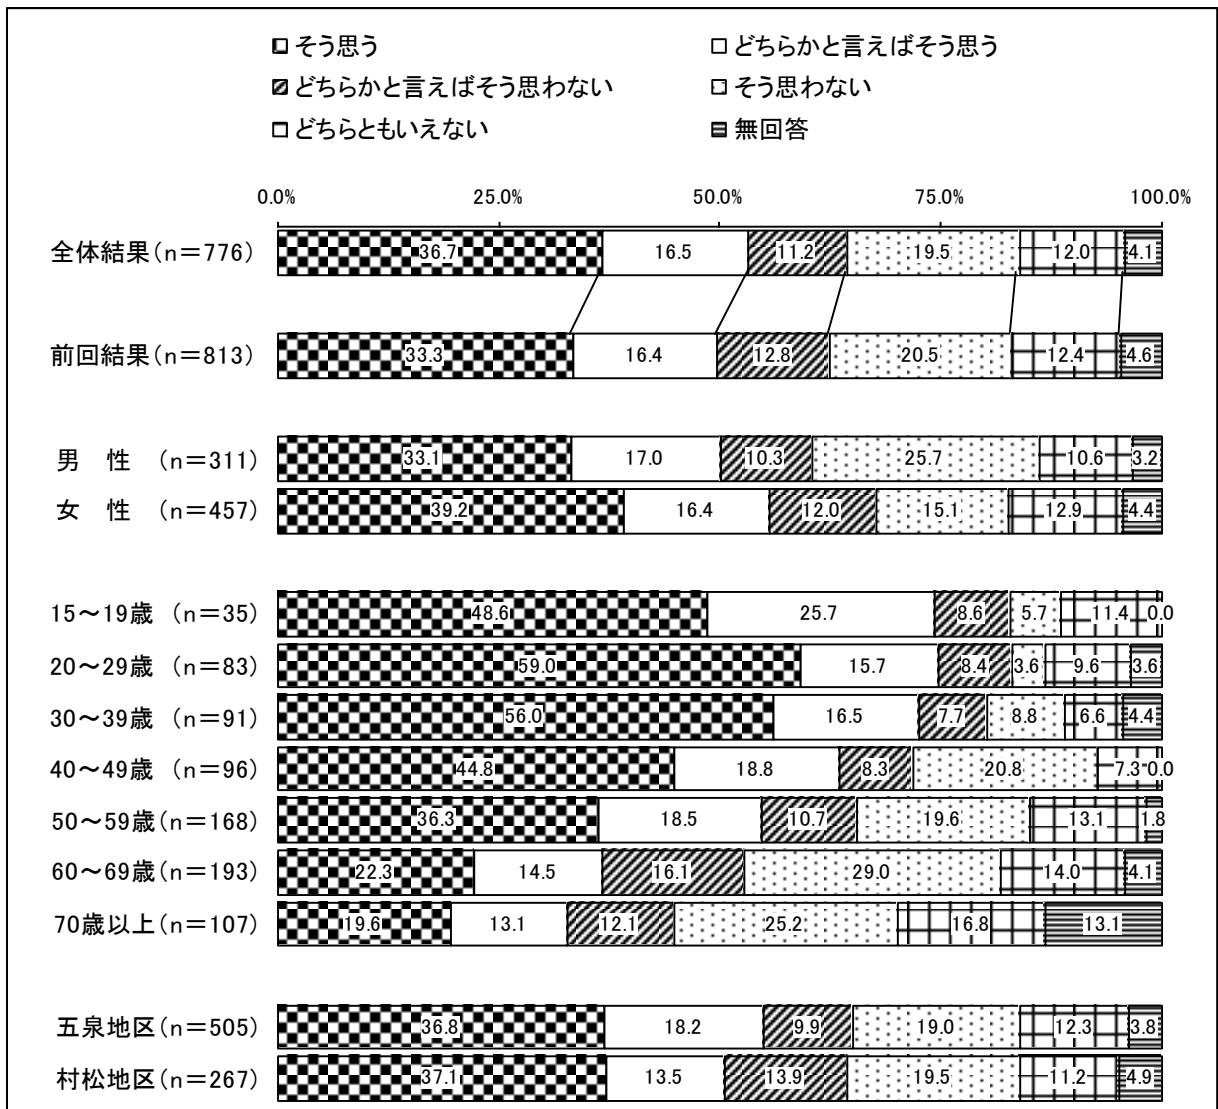 そう思う どちらかと言えばそう思う
どちらかと言えばそう思わない そう思わない
どちらともいえない 無回答
0.0% 25.0% 50.0% 75.0% 100.0%
全体結果(n=776) 36.7 16.5 11.2 19.5 12.0 4.1
前回結果(n=813) 33.3 16.4 12.8 20.5 12.4 4.6
男 性 (n=311) 33.1 17.0 10.3 25.7 10.6 3.2
女 性 (n=457) 39.2 16.4 12.0 15.1 12.9 4.4
15～19歳 (n=35) 48.6 25.7 8.6 5.7 11.4 0.0
20～29歳 (n=83) 59.0 15.7 8.4 3.6 9.6 3.6
30～39歳 (n=91) 56.0 16.5 7.7 8.8 6.6 4.4
40～49歳 (n=96) 44.8 18.8 8.3 20.8 7.3 0.0
50～59歳(n=168) 36.3 18.5 10.7 19.6 13.1 1.8
60～69歳(n=193) 22.3 14.5 16.1 29.0 14.0 4.1
70歳以上(n=107) 19.6 13.1 12.1 25.2 16.8 13.1
五泉地区(n=505) 36.8 18.2 9.9 19.0 12.3 3.8
村松地区(n=267) 37.1 13.5 13.9 19.5 11.2 4.9